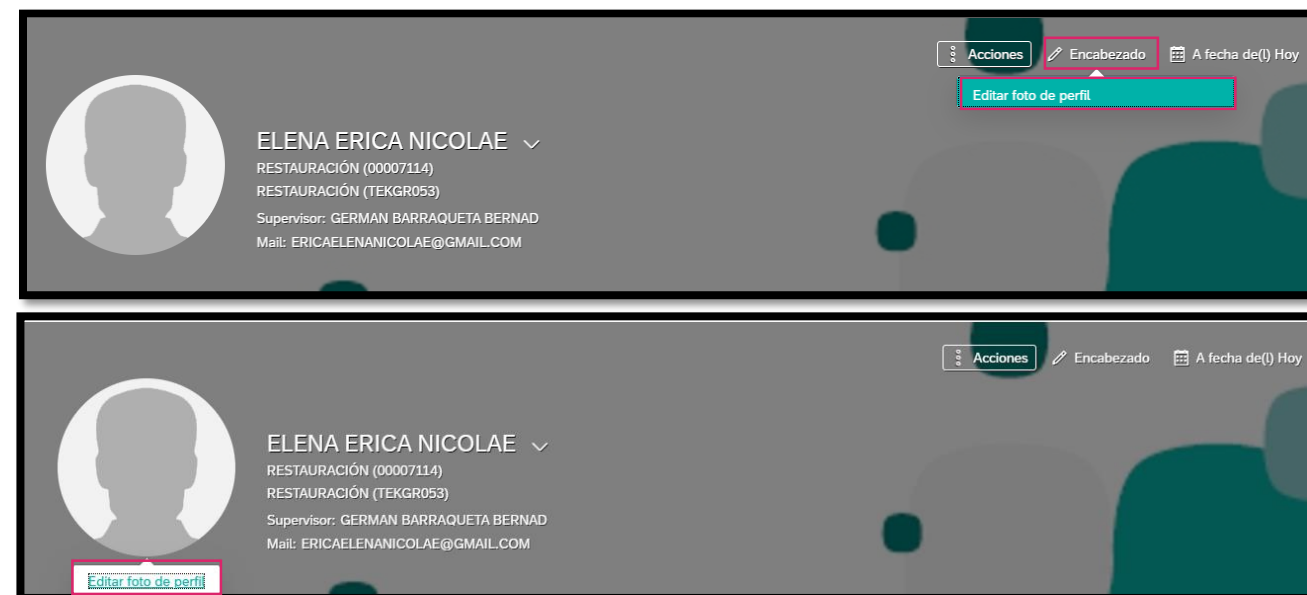 Acciones Encabezado A fecha de(l) Hoy
Editar foto de perfil
ELENA ERICA NICOLAE
RESTAURACIÓN (00007114)
RESTAURACIÓN (TEKGR053)
Supervisor: GERMAN BARRAQUETA BERNAD
Mail: ERICAELENANICOLAE@GMAIL.COM
Acciones Encabezado A fecha de(l) Hoy
ELENA ERICA NICOLAE
RESTAURACIÓN (00007114)
RESTAURACIÓN (TEKGR053)
Supervisor: GERMAN BARRAQUETA BERNAD
Mail: ERICAELENANICOLAE@GMAIL.COM
Editar foto de perfil